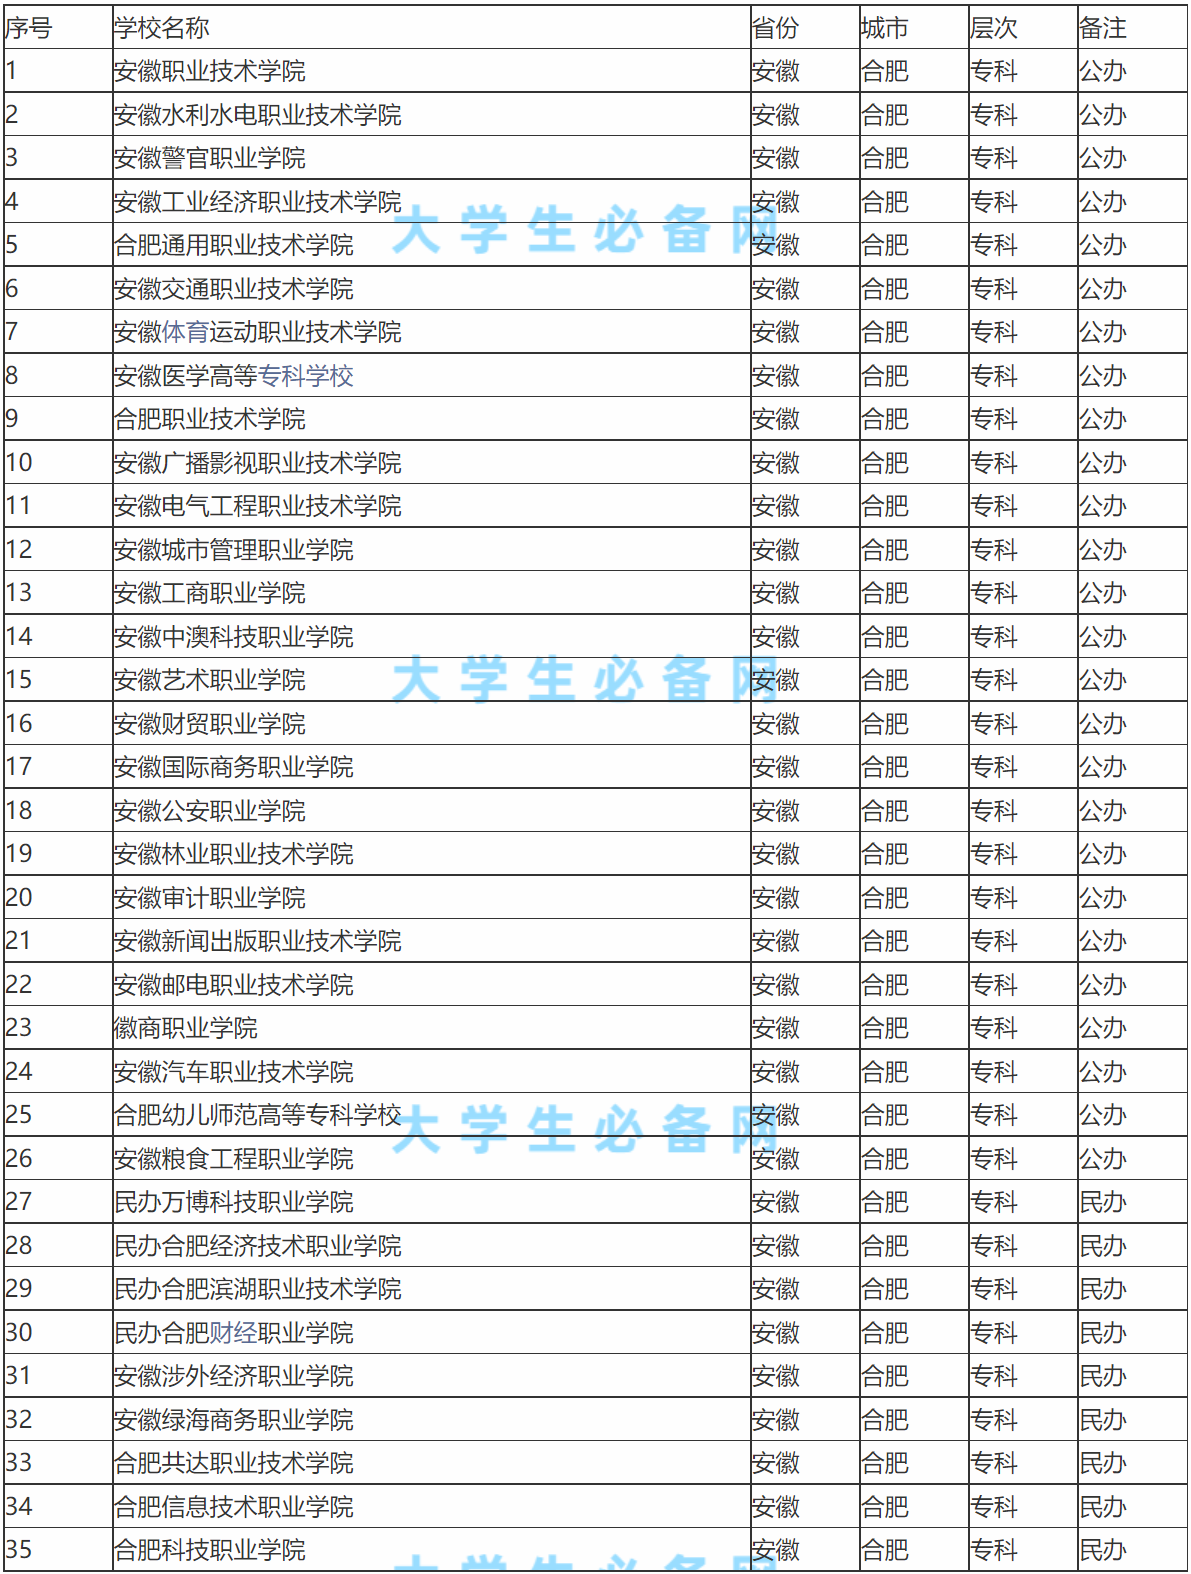 序号 学校名称 省份 城市 层次 备注
1 安徽职业技术学院 安徽 合肥 专科 公办
2 安徽水利水电职业技术学院 安徽 合肥 专科 公办
3 安徽警官职业学院 安徽 合肥 专科 公办
4 安徽工业经济职业技术学院 安徽 合肥 专科 公办
大学生必备网
5 合肥通用职业技术学院 安徽 合肥 专科 公办
6 安徽交通职业技术学院 安徽 合肥 专科 公办
7 安徽体育运动职业技术学院 安徽 合肥 专科 公办
8 安徽医学高等专科学校 安徽 合肥 专科 公办
9 合肥职业技术学院 安徽 合肥 专科 公办
10 安徽广播影视职业技术学院 安徽 合肥 专科 公办
11 安徽电气工程职业技术学院 安徽 合肥 专科 公办
12 安徽城市管理职业学院 安徽 合肥 专科 公办
13 安徽工商职业学院 安徽 合肥 专科 公办
14 安徽中澳科技职业学院 安徽 合肥 专科 公办
大学生必备网
15 安徽艺术职业学院 安徽 合肥 专科 公办
16 安徽财贸职业学院 安徽 合肥 专科 公办
17 安徽国际商务职业学院 安徽 合肥 专科 公办
18 安徽公安职业学院 安徽 合肥 专科 公办
19 安徽林业职业技术学院 安徽 合肥 专科 公办
20 安徽审计职业学院 安徽 合肥 专科 公办
21 安徽新闻出版职业技术学院 安徽 合肥 专科 公办
22 安徽邮电职业技术学院 安徽 合肥 专科 公办
23 徽商职业学院 安徽 合肥 专科 公办
24 安徽汽车职业技术学院 安徽 合肥 专科 公办
25 合肥幼儿师范高等专科学校 安徽 合肥 专科 公办
大学生必备网
26 安徽粮食工程职业学院 安徽 合肥 专科 公办
27 民办万博科技职业学院 安徽 合肥 专科 民办
28 民办合肥经济技术职业学院 安徽 合肥 专科 民办
29 民办合肥滨湖职业技术学院 安徽 合肥 专科 民办
30 民办合肥财经职业学院 安徽 合肥 专科 民办
31 安徽涉外经济职业学院 安徽 合肥 专科 民办
32 安徽绿海商务职业学院 安徽 合肥 专科 民办
33 合肥共达职业技术学院 安徽 合肥 专科 民办
34 合肥信息技术职业学院 安徽 合肥 专科 民办
35 合肥科技职业学院 安徽 合肥 专科 民办
大学生必备网